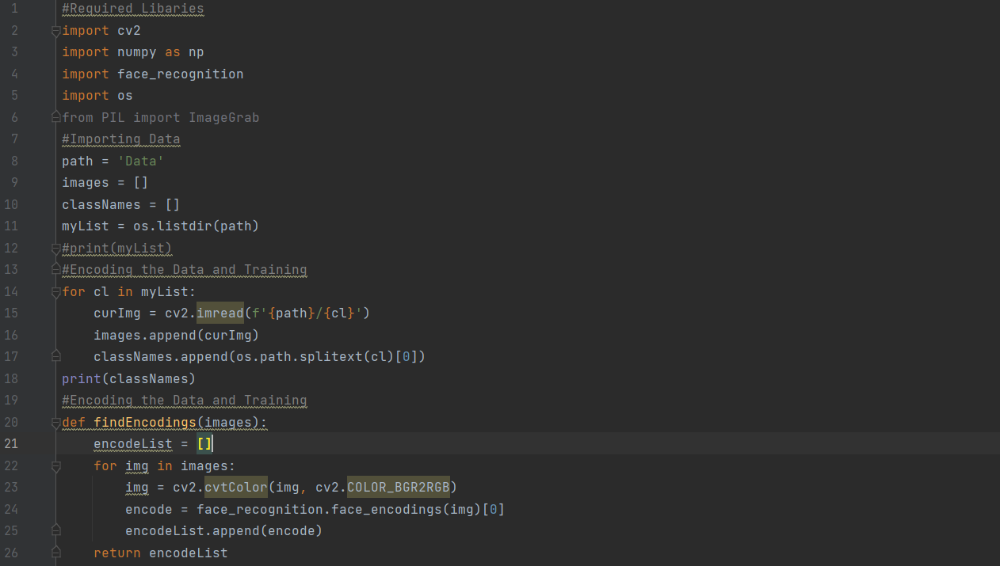 1 #Required Libaries
2 import cv2
3 import numpy as np
4 import face_recognition
5 import os
6 from PIL import ImageGrab
7 #Importing Data
8 path = 'Data'
9 images = []
10 classNames = []
11 myList = os.listdir(path)
12 #print(myList)
13 #Encoding the Data and Training
14 for cl in myList:
15     curImg = cv2.imread(f'{path}/{cl}')
16     images.append(curImg)
17     classNames.append(os.path.splitext(cl)[0])
18 print(classNames)
19 #Encoding the Data and Training
20 def findEncodings(images):
21     encodeList = []
22     for img in images:
23         img = cv2.cvtColor(img, cv2.COLOR_BGR2RGB)
24         encode = face_recognition.face_encodings(img)[0]
25         encodeList.append(encode)
26     return encodeList